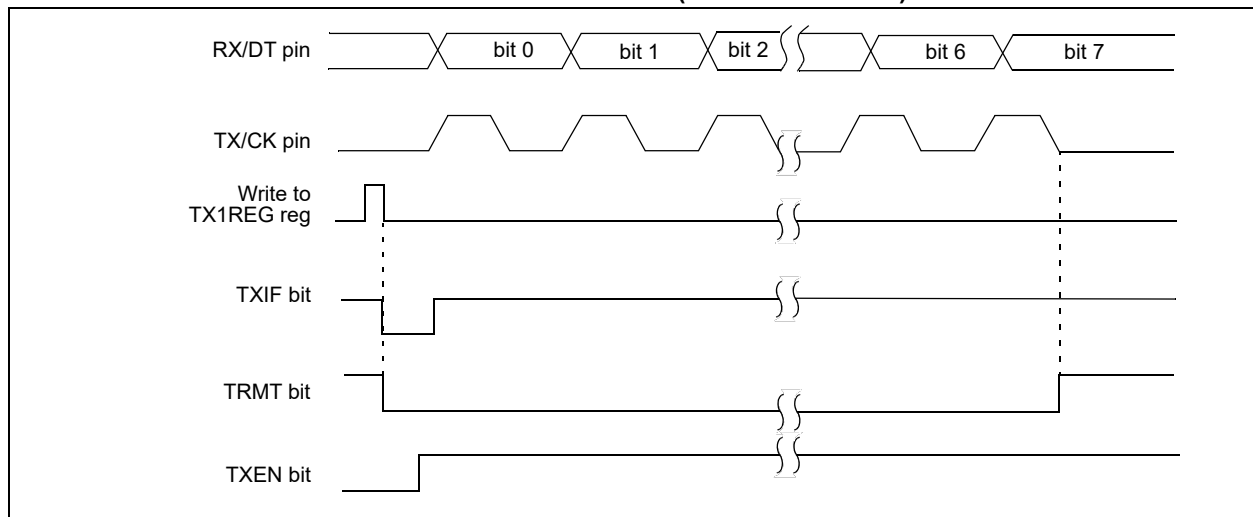 RX/DT pin
bit 0
bit 1
bit 2
bit 6
bit 7
TX/CK pin
Write to
TX1REG reg
TXIF bit
TRMT bit
TXEN bit